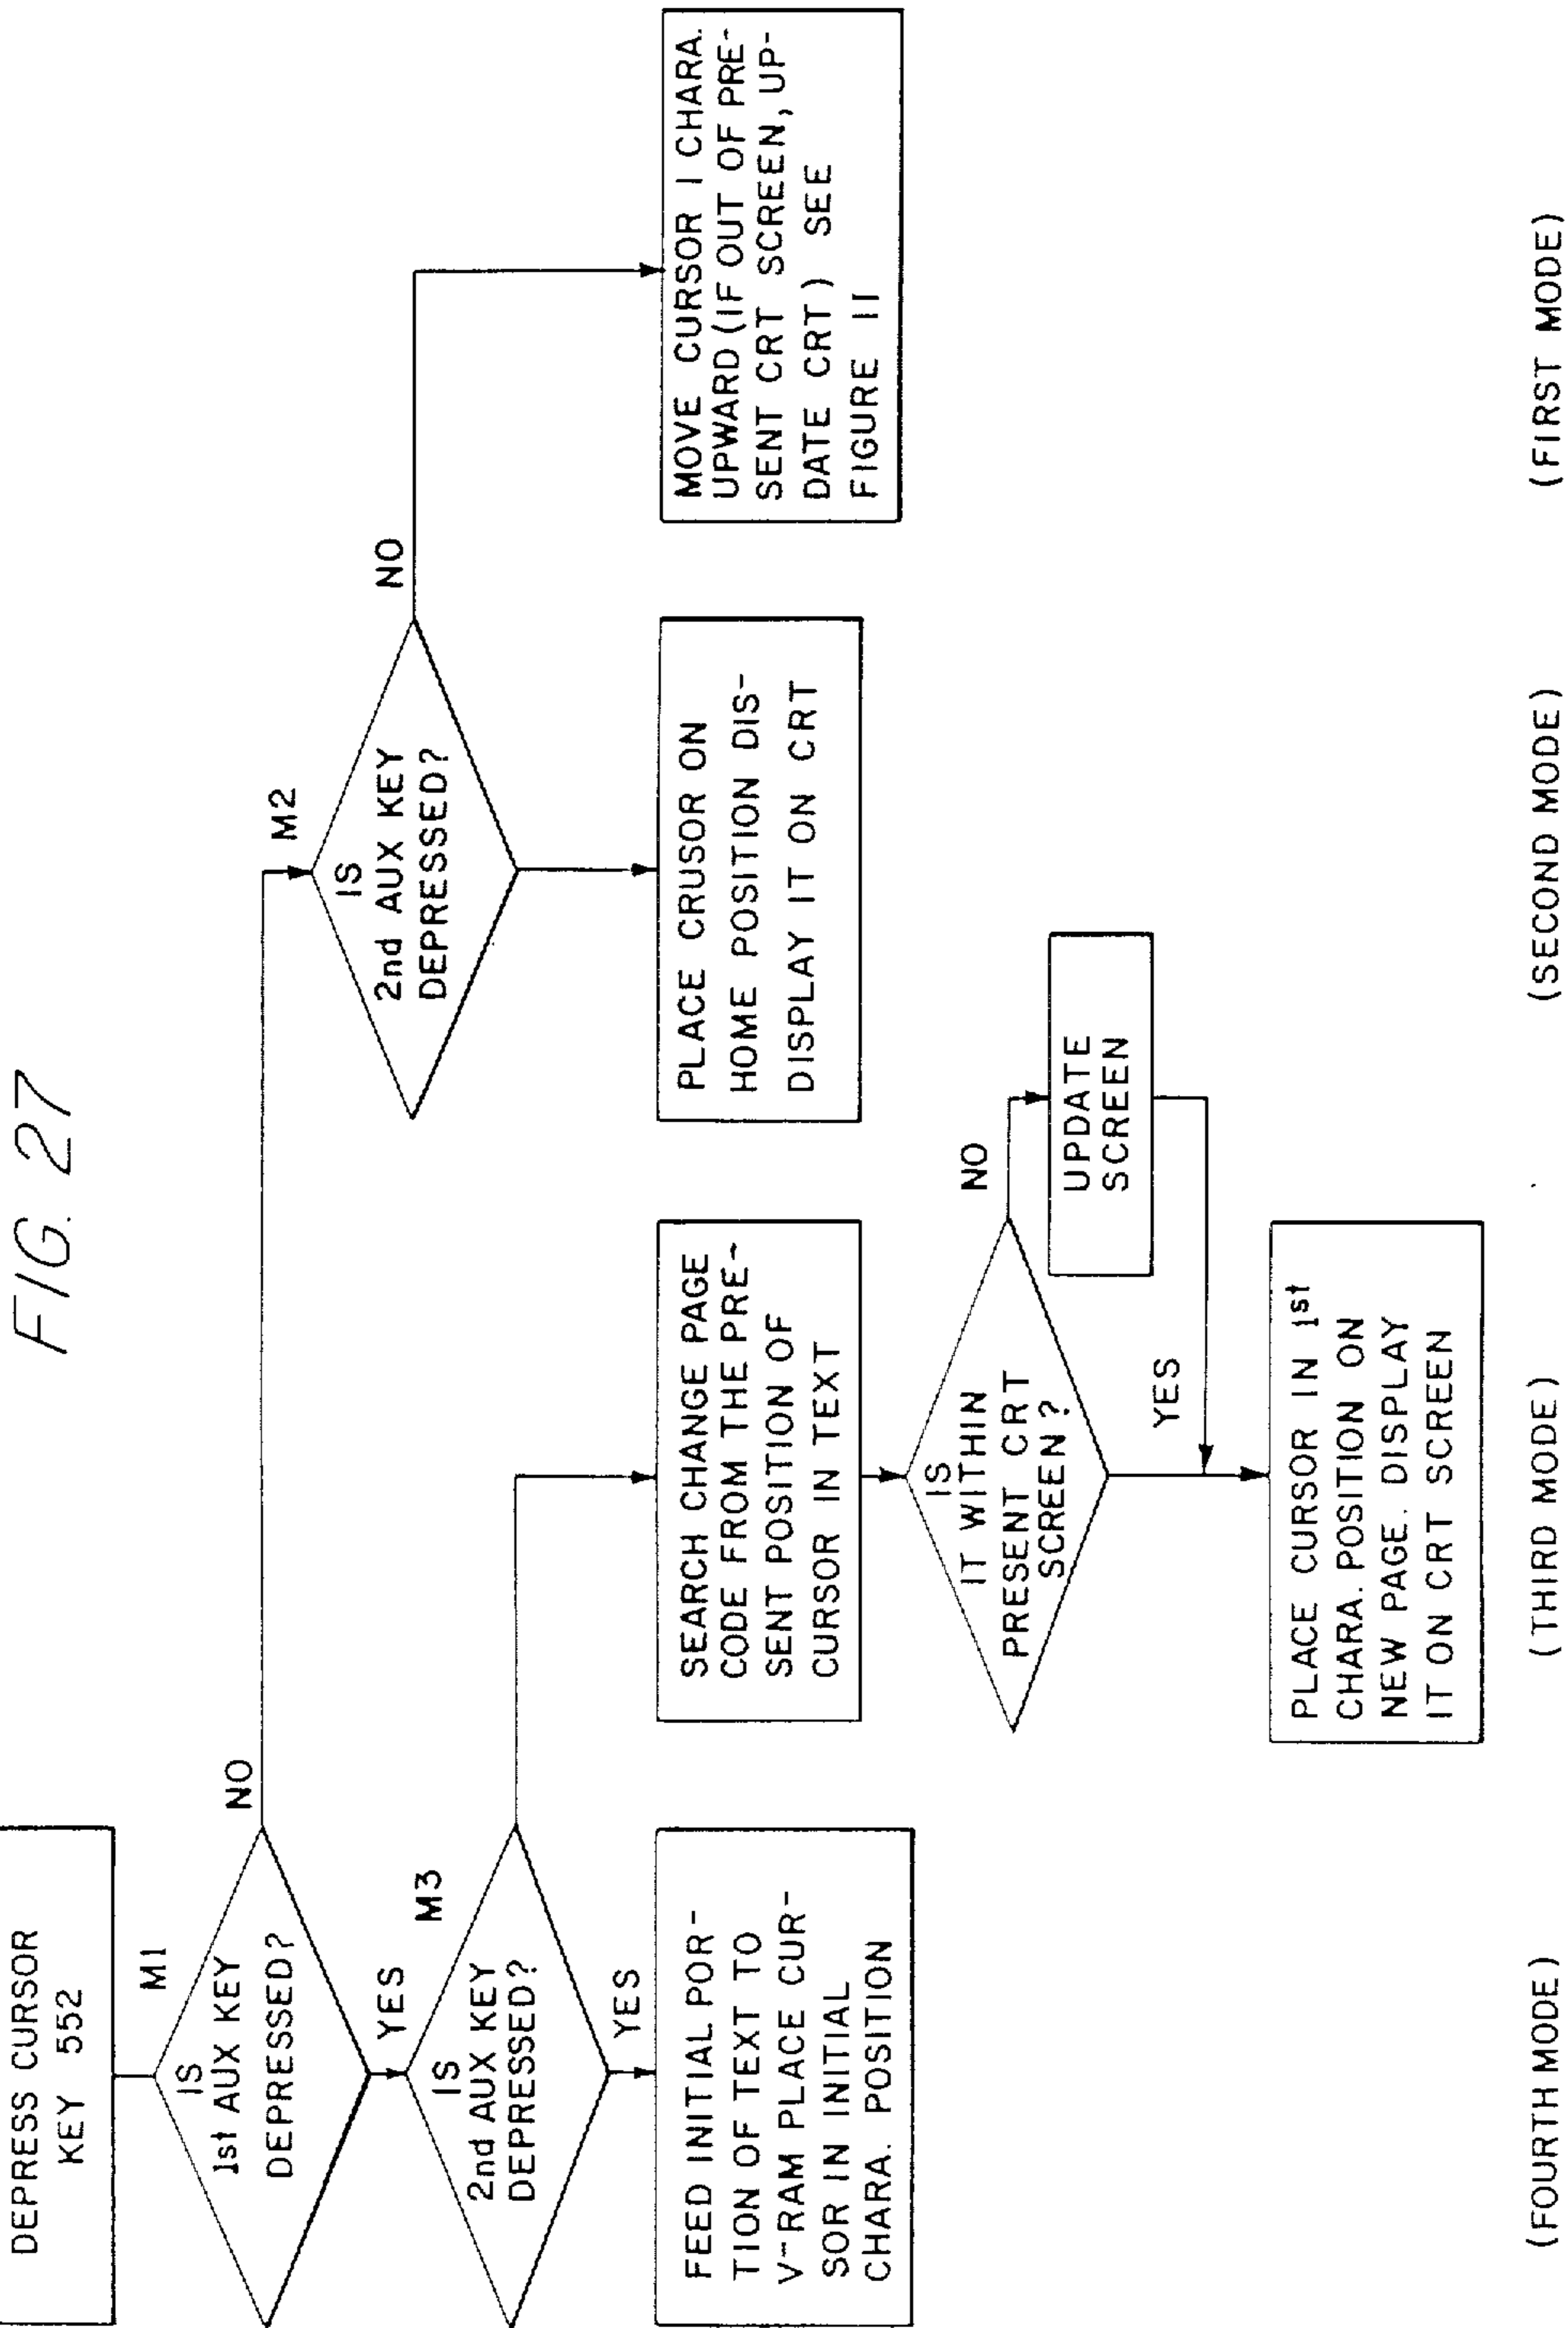 FIG. 27
DEPRESS CURSOR
KEY 552
M1
IS
1st AUX KEY
DEPRESSED?
NO
YES
M2
IS
2nd AUX KEY
DEPRESSED?
NO
M3
IS
2nd AUX KEY
DEPRESSED?
YES
FEED INITIAL POR-
TION OF TEXT TO
V-RAM PLACE CUR-
SOR IN INITIAL
CHARA. POSITION
SEARCH CHANGE PAGE
CODE FROM THE PRE-
SENT POSITION OF
CURSOR IN TEXT
IS
IT WITHIN
PRESENT CRT
SCREEN?
NO
UPDATE
SCREEN
YES
PLACE CURSOR IN 1st
CHARA. POSITION ON
NEW PAGE. DISPLAY
IT ON CRT SCREEN
PLACE CRUSOR ON
HOME POSITION DIS-
DISPLAY IT ON CRT
MOVE CURSOR 1 CHARA.
UPWARD (IF OUT OF PRE-
SENT CRT SCREEN, UP-
DATE CRT) SEE
FIGURE 11
(FOURTH MODE)
(THIRD MODE)
(SECOND MODE)
(FIRST MODE)